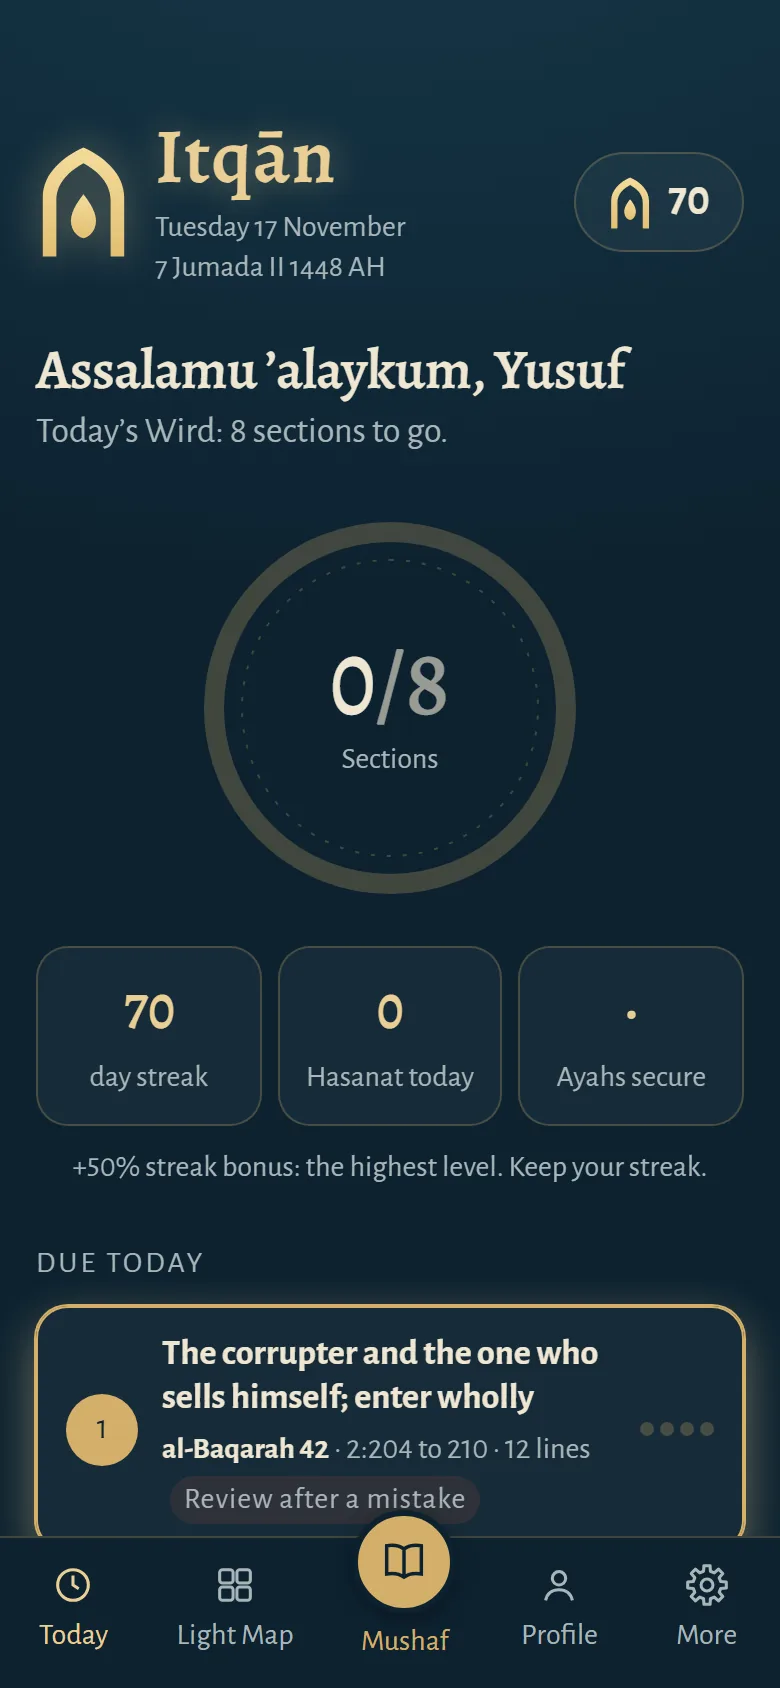 Itqān
Tuesday 17 November
7 Jumada II 1448 AH
70
Assalamu ’alaykum, Yusuf
Today’s Wird: 8 sections to go.
0/8
Sections
70
day streak
0
Hasanat today
·
Ayahs secure
+50% streak bonus: the highest level. Keep your streak.
DUE TODAY
1
The corrupter and the one who
sells himself; enter wholly
al-Baqarah 42 · 2:204 to 210 · 12 lines
Review after a mistake
Today
Light Map
Mushaf
Profile
More